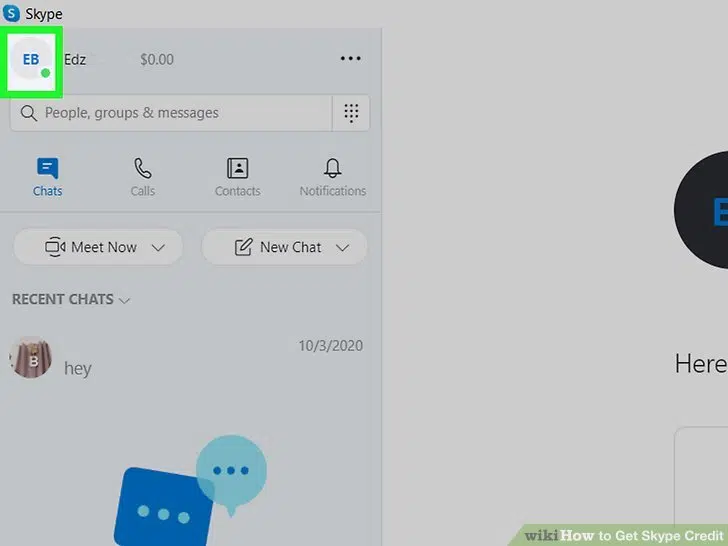 Skype
EB Edz $0.00
People, groups & messages
Chats Calls Contacts Notifications
Meet Now New Chat
RECENT CHATS
10/3/2020
B
hey
Here
wikiHow to Get Skype Credit